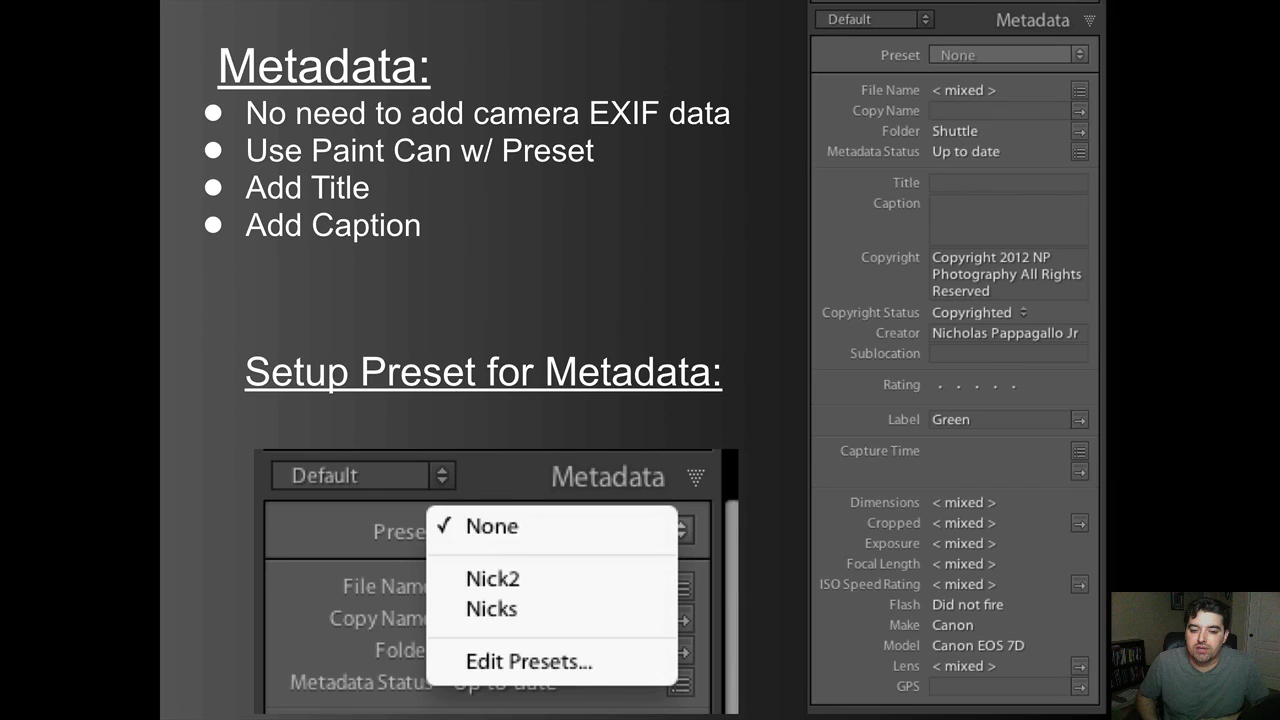 Metadata:
● No need to add camera EXIF data
● Use Paint Can w/ Preset
● Add Title
● Add Caption
Setup Preset for Metadata:
Default Metadata
Prese
✓ None
Nick2
Nicks
Edit Presets...
File Name
Copy Name
Folde
Metadata Status Up to date
Default Metadata
Preset None
File Name < mixed >
Copy Name
Folder Shuttle
Metadata Status Up to date
Title
Caption
Copyright Copyright 2012 NP
Photography All Rights
Reserved
Copyright Status Copyrighted
Creator Nicholas Pappagallo Jr
Sublocation
Rating . . . . .
Label Green
Capture Time
Dimensions < mixed >
Cropped < mixed >
Exposure < mixed >
Focal Length < mixed >
ISO Speed Rating < mixed >
Flash Did not fire
Make Canon
Model Canon EOS 7D
Lens < mixed >
GPS